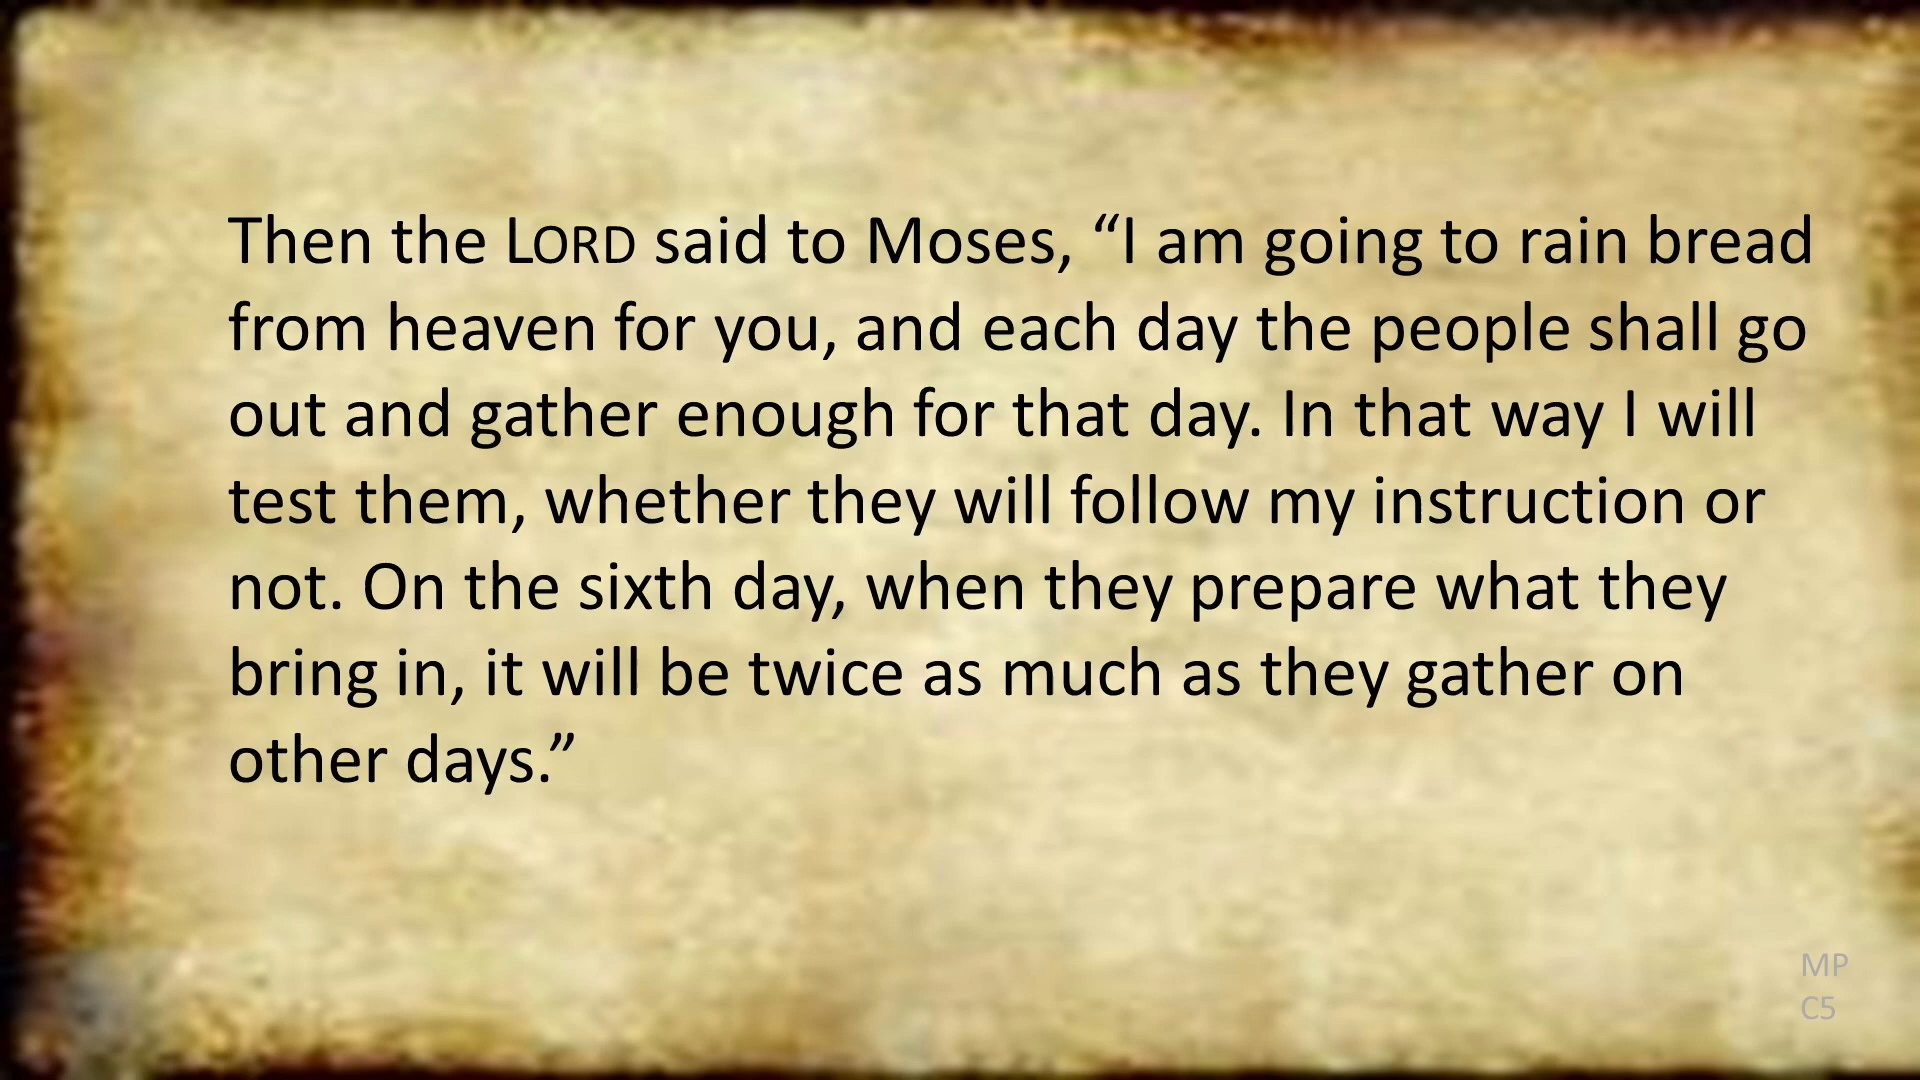 Then the LORD said to Moses, “I am going to rain bread
from heaven for you, and each day the people shall go
out and gather enough for that day. In that way I will
test them, whether they will follow my instruction or
not. On the sixth day, when they prepare what they
bring in, it will be twice as much as they gather on
other days.”
MP
C5